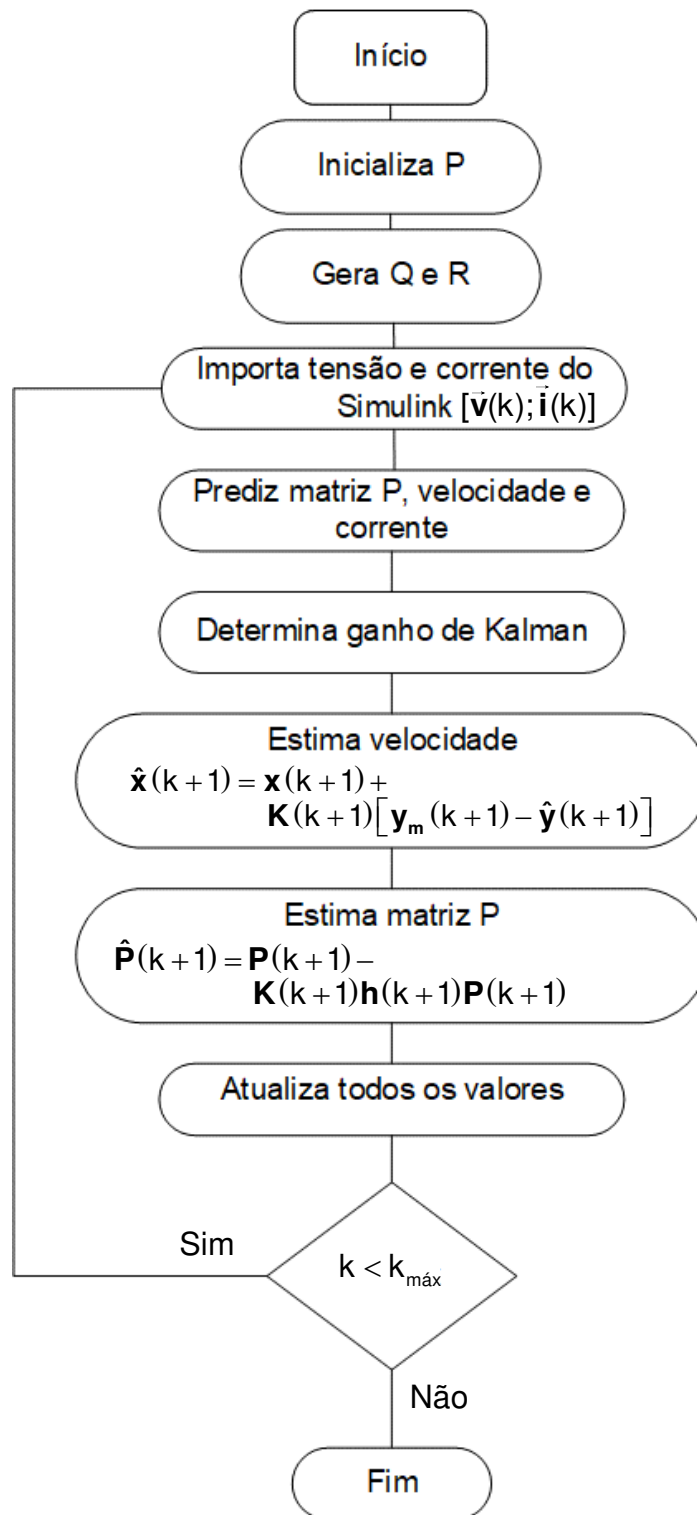 Início
Inicializa P
Gera Q e R
Importa tensão e corrente do
Simulink [v⃗(k);i⃗(k)]
Prediz matriz P, velocidade e
corrente
Determina ganho de Kalman
Estima velocidade
x̂(k+1) = x(k+1) +
K(k+1)[yₘ(k+1) − ŷ(k+1)]
Estima matriz P
P̂(k+1) = P(k+1) −
K(k+1)h(k+1)P(k+1)
Atualiza todos os valores
Sim
k < k_máx
Não
Fim